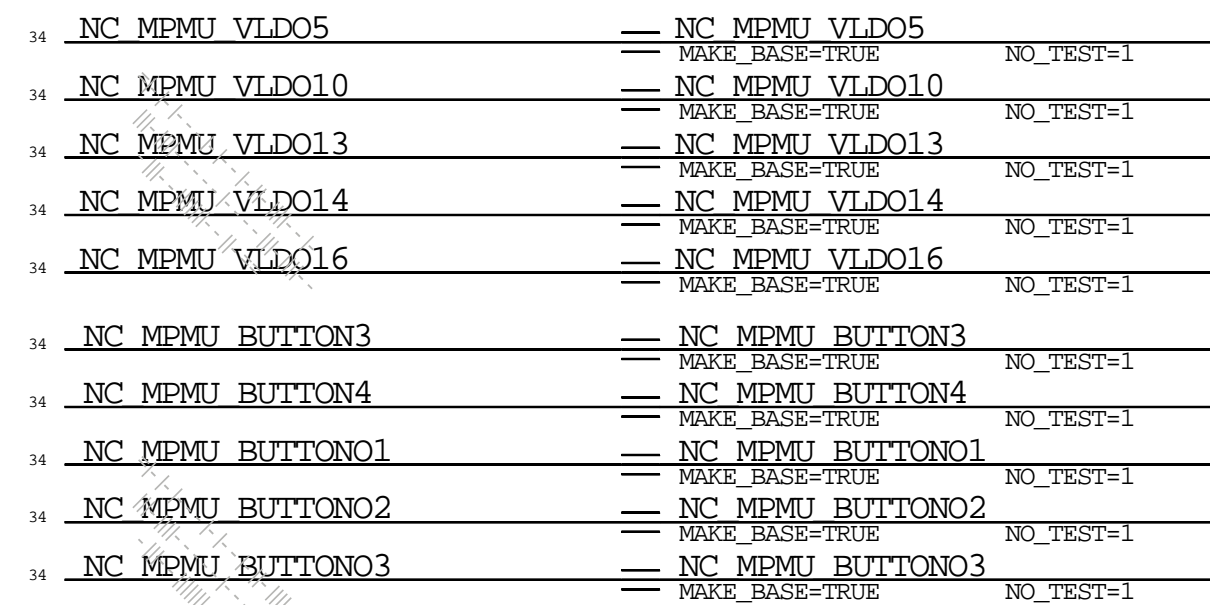 34 NC_MPMU_VLDO5 NC_MPMU_VLDO5
MAKE_BASE=TRUE NO_TEST=1
34 NC_MPMU_VLDO10 NC_MPMU_VLDO10
MAKE_BASE=TRUE NO_TEST=1
34 NC_MPMU_VLDO13 NC_MPMU_VLDO13
MAKE_BASE=TRUE NO_TEST=1
34 NC_MPMU_VLDO14 NC_MPMU_VLDO14
MAKE_BASE=TRUE NO_TEST=1
34 NC_MPMU_VLDO16 NC_MPMU_VLDO16
MAKE_BASE=TRUE NO_TEST=1
34 NC_MPMU_BUTTON3 NC_MPMU_BUTTON3
MAKE_BASE=TRUE NO_TEST=1
34 NC_MPMU_BUTTON4 NC_MPMU_BUTTON4
MAKE_BASE=TRUE NO_TEST=1
34 NC_MPMU_BUTTONO1 NC_MPMU_BUTTONO1
MAKE_BASE=TRUE NO_TEST=1
34 NC_MPMU_BUTTONO2 NC_MPMU_BUTTONO2
MAKE_BASE=TRUE NO_TEST=1
34 NC_MPMU_BUTTONO3 NC_MPMU_BUTTONO3
MAKE_BASE=TRUE NO_TEST=1